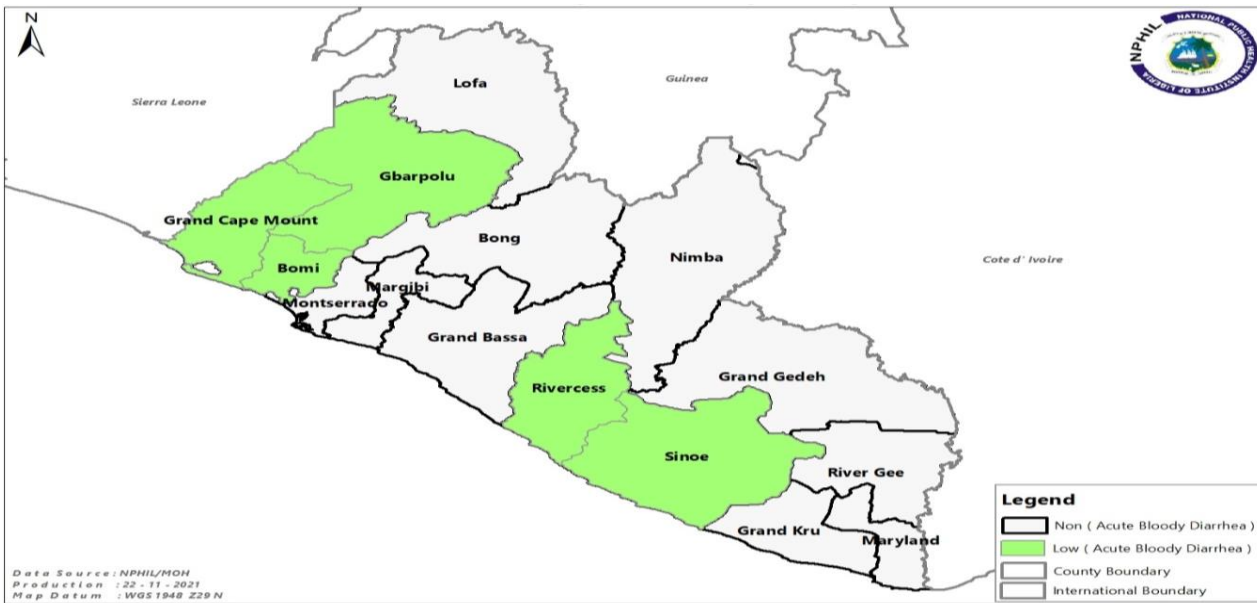 N
NPHIL
NATIONAL PUBLIC HEALTH INSTITUTE OF LIBERIA
Sierra Leone
Lofa
Guinea
Gbarpolu
Grand Cape Mount
Bong
Nimba
Cote d' Ivoire
Bomi
Margibi
Montserrado
Grand Bassa
Rivercess
Grand Gedeh
Sinoe
River Gee
Grand Kru
Maryland
Legend
Non ( Acute Bloody Diarrhea )
Low ( Acute Bloody Diarrhea )
County Boundary
International Boundary
Data Source: NPHIL/MOH
Production : 22 - 11 - 2021
Map Datum : WGS 1948 Z29 N